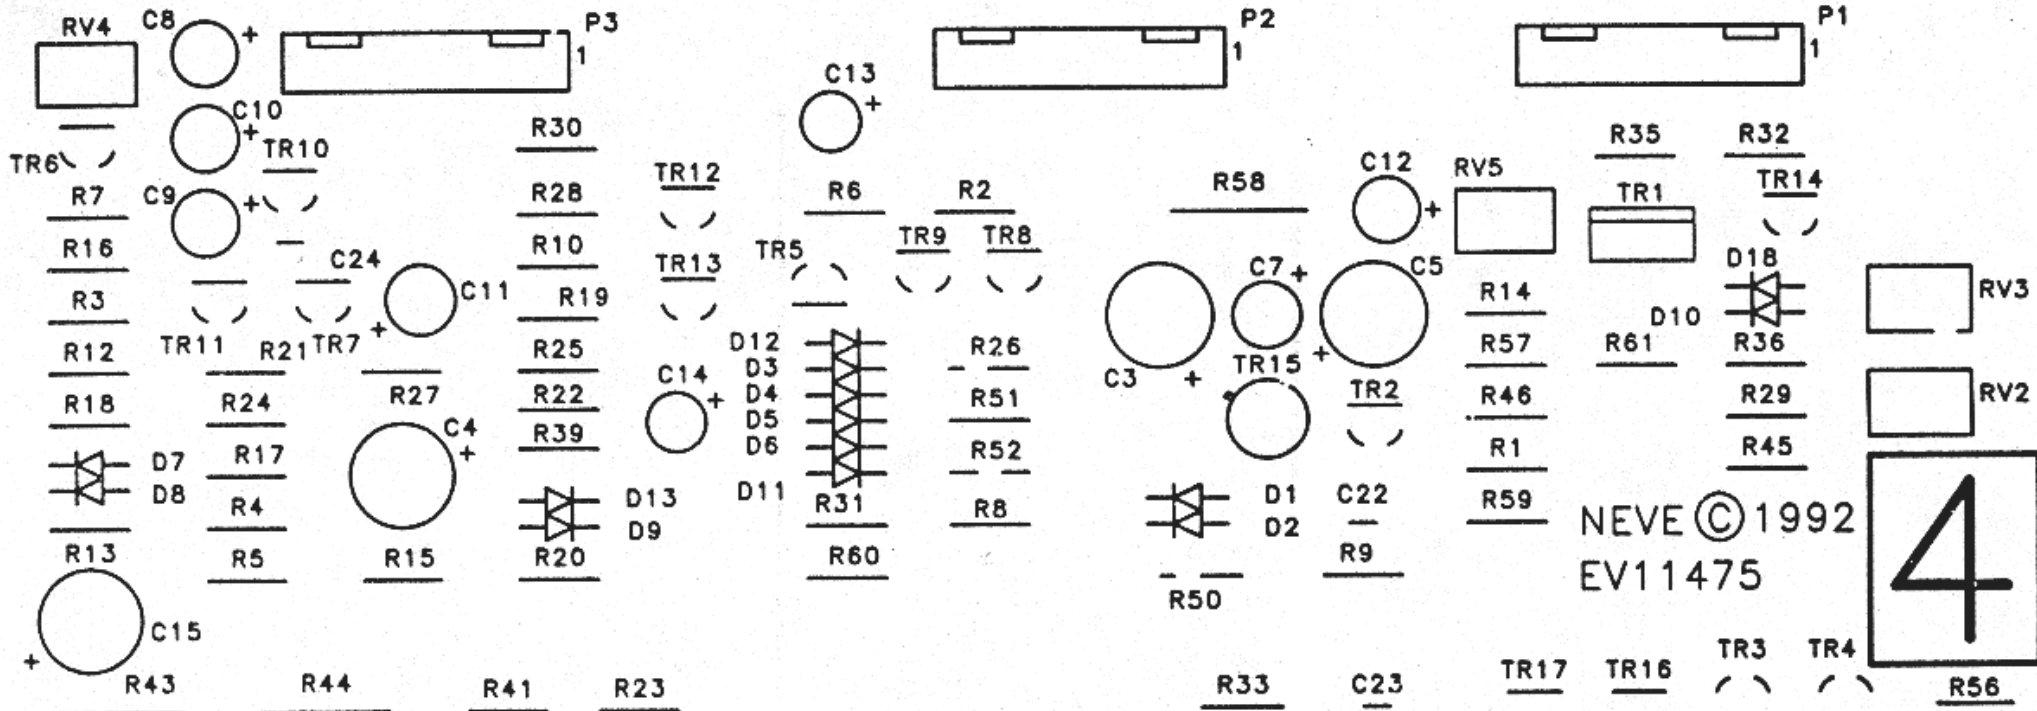 RV4 C8 + P3 P2 P1
1 1 1
C13 +
C10 + R30 R35 R32
TR6 TR10 TR12 C12 RV5 TR14
R7 C9 + R28 R6 R2 R58 + TR1
R16 R10 TR5 TR9 TR8
C24 TR13 C7 + C5 D18
R3 C11 R19 R14 RV3
+ D10
TR11 R21 TR7
R12 R25 D12 R26 + R57 R61 R36
D3 C3 + TR15
R18 R24 R27 R22 C14 + D4 R51 TR2 R46 R29 RV2
C4 R39 D5
+ D6 R52 R1 R45
D7 R17
D8 D13 D11 D1 C22
R4 D9 R31 R8 D2 R59 NEVE © 1992
R13 R5 R15 R20 R60 R9 EV11475
4
R50
C15
+ TR3 TR4
R43 R44 R41 R23 R33 C23 TR17 TR16 R56